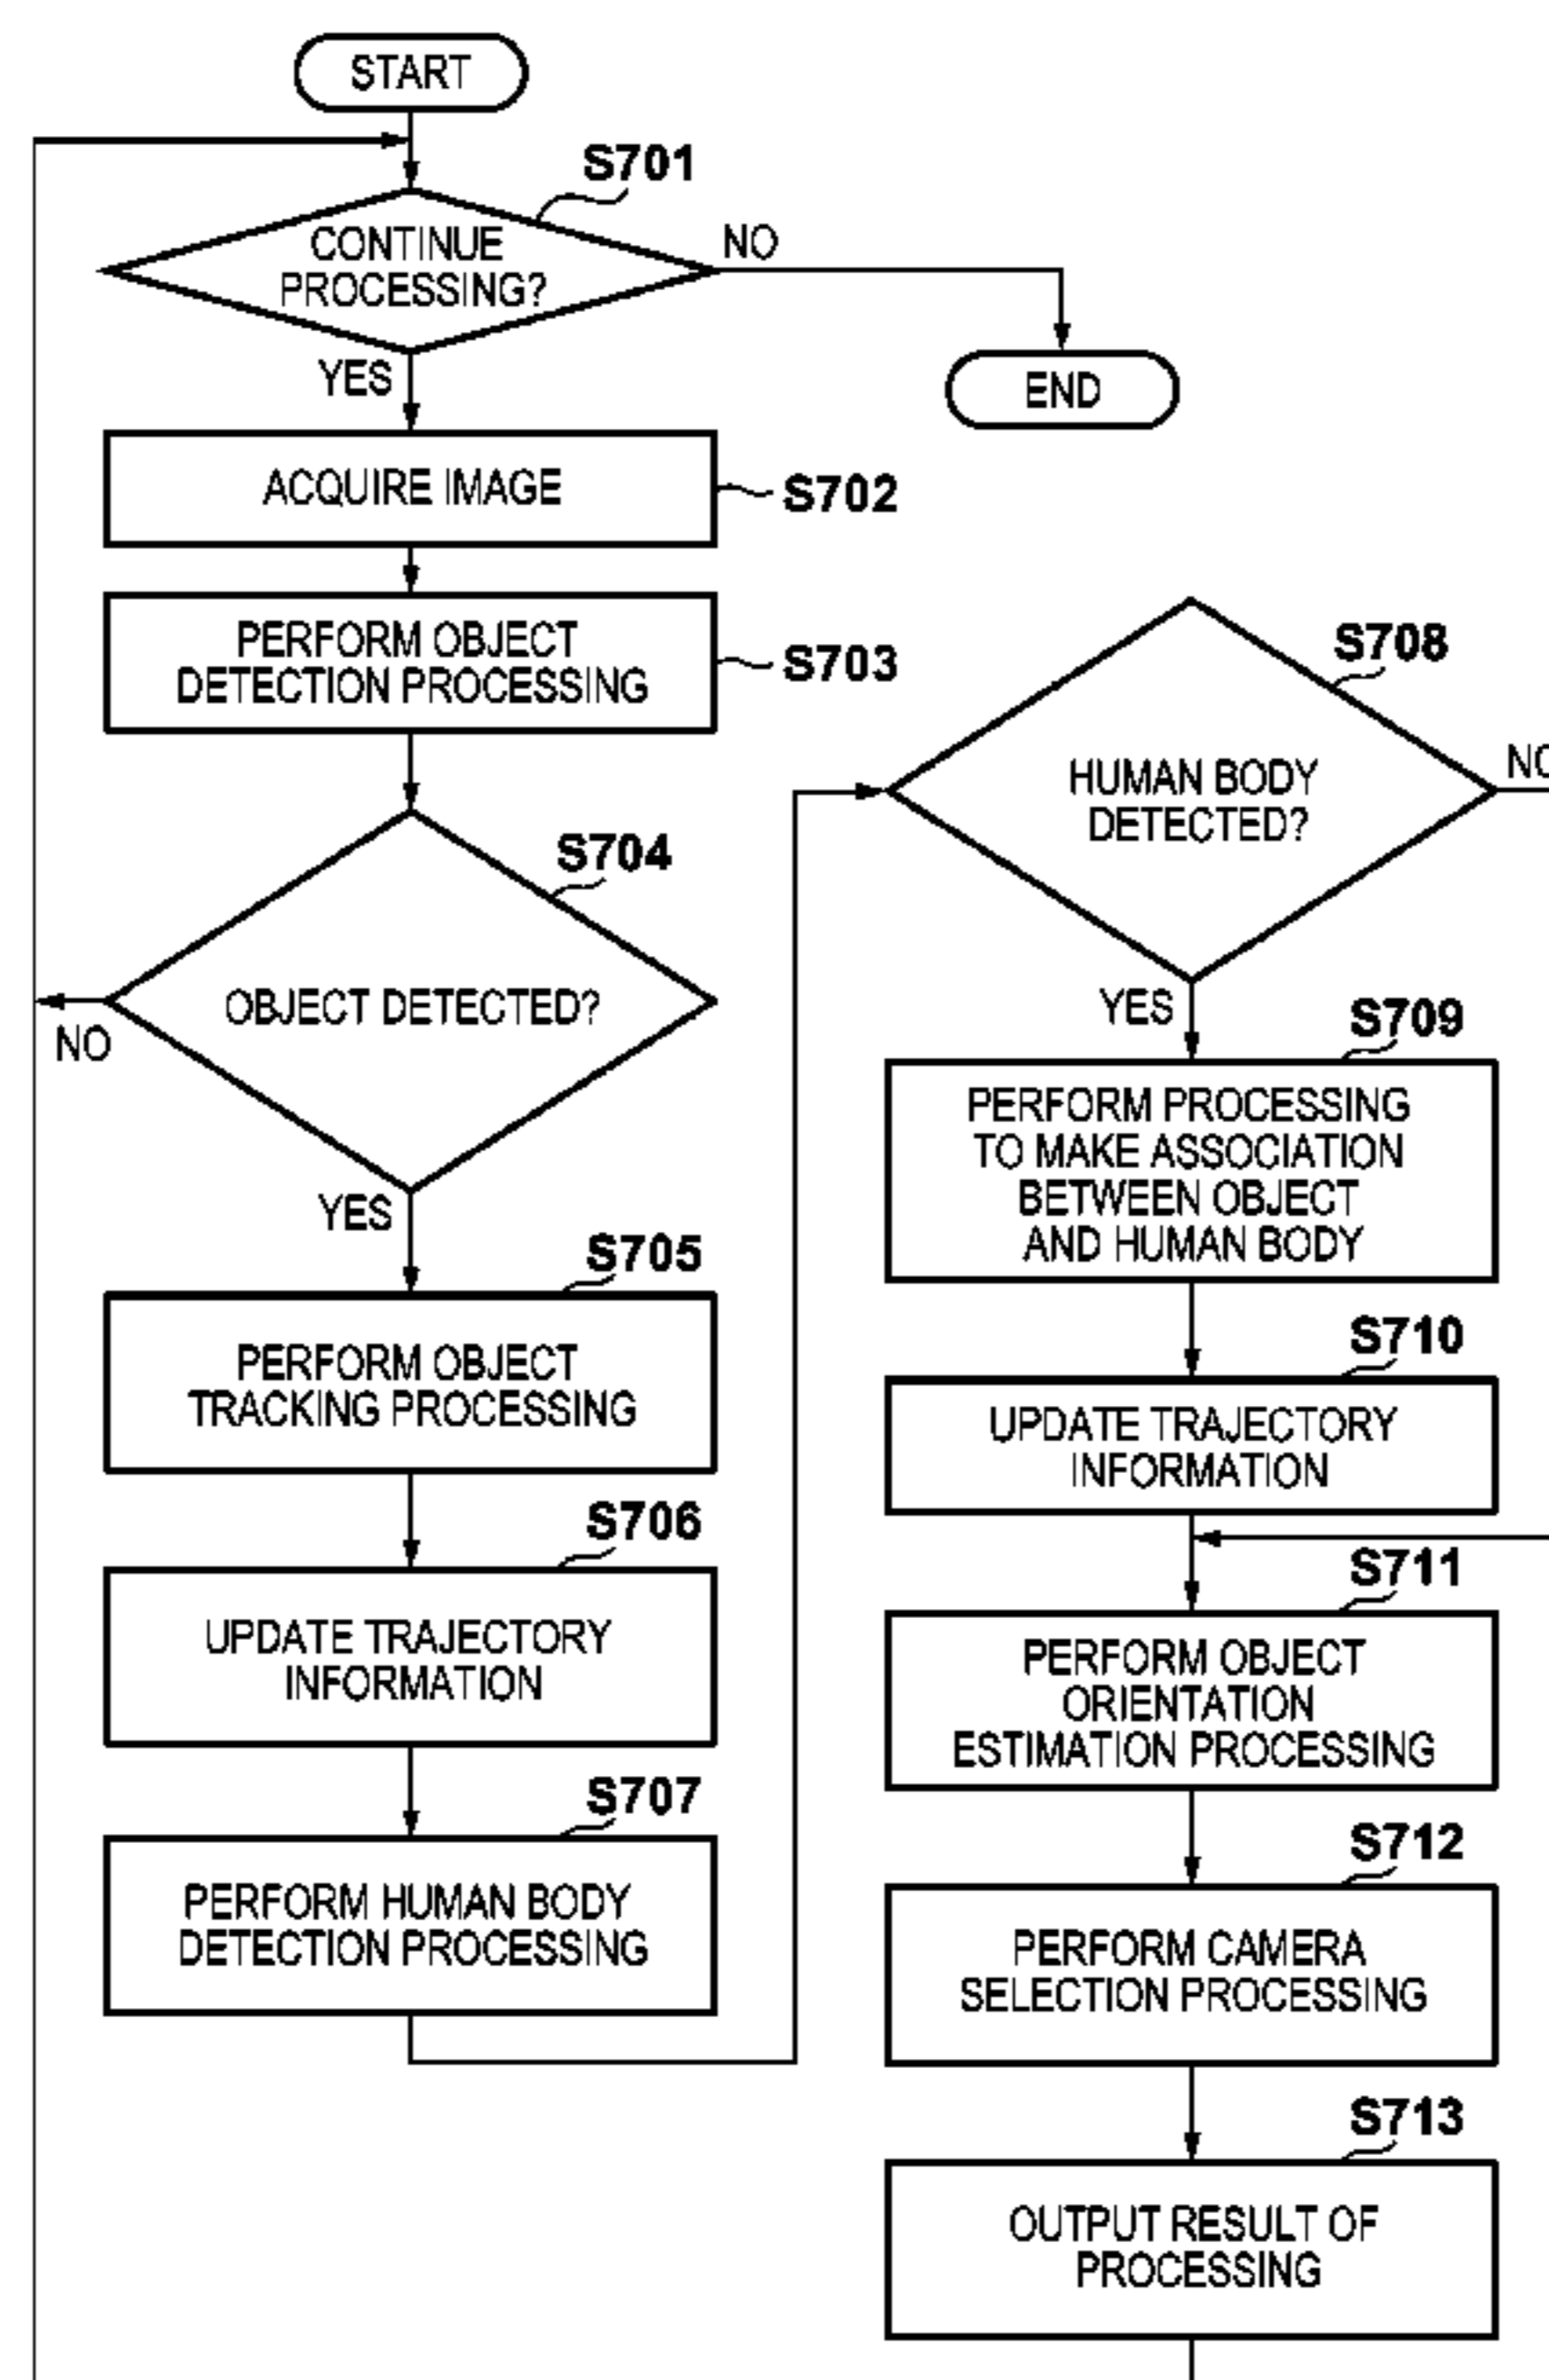 START
S701
CONTINUE
PROCESSING?
NO
YES
END
ACQUIRE IMAGE
S702
PERFORM OBJECT
DETECTION PROCESSING
S703
S704
OBJECT DETECTED?
NO
YES
S705
PERFORM OBJECT
TRACKING PROCESSING
S706
UPDATE TRAJECTORY
INFORMATION
S707
PERFORM HUMAN BODY
DETECTION PROCESSING
S708
HUMAN BODY
DETECTED?
NO
YES
S709
PERFORM PROCESSING
TO MAKE ASSOCIATION
BETWEEN OBJECT
AND HUMAN BODY
S710
UPDATE TRAJECTORY
INFORMATION
S711
PERFORM OBJECT
ORIENTATION
ESTIMATION PROCESSING
S712
PERFORM CAMERA
SELECTION PROCESSING
S713
OUTPUT RESULT OF
PROCESSING